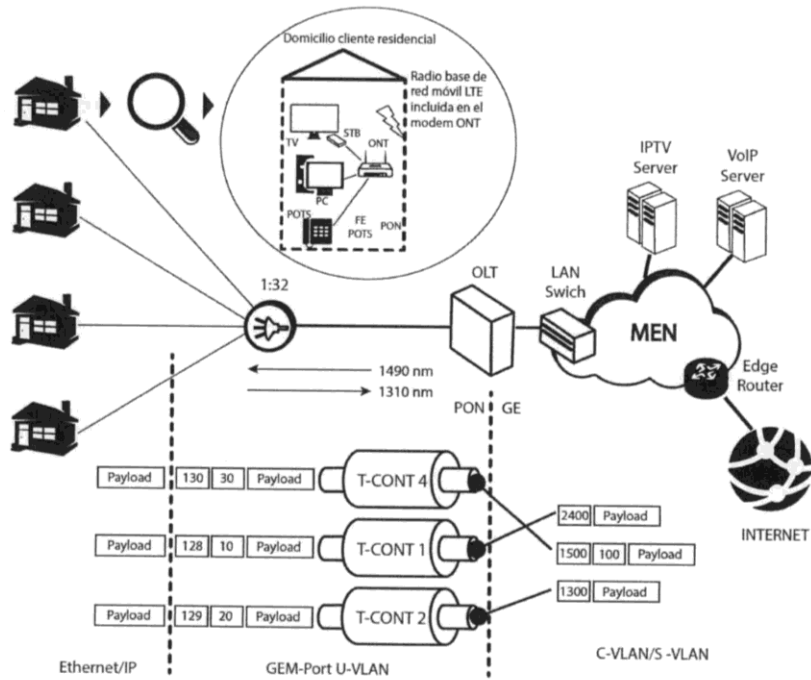 Domicilio cliente residencial
Radio base de
red móvil LTE
incluida en el
modem ONT
TV
STB
ONT
PC
POTS
FE
POTS
PON
IPTV
Server
VoIP
Server
1:32
OLT
LAN
Swich
MEN
Edge
Router
1490 nm
1310 nm
PON
GE
INTERNET
Payload 130 30 Payload T-CONT 4
2400 Payload
Payload 128 10 Payload T-CONT 1
1500 100 Payload
1300 Payload
Payload 129 20 Payload T-CONT 2
Ethernet/IP
GEM-Port U-VLAN
C-VLAN/S -VLAN